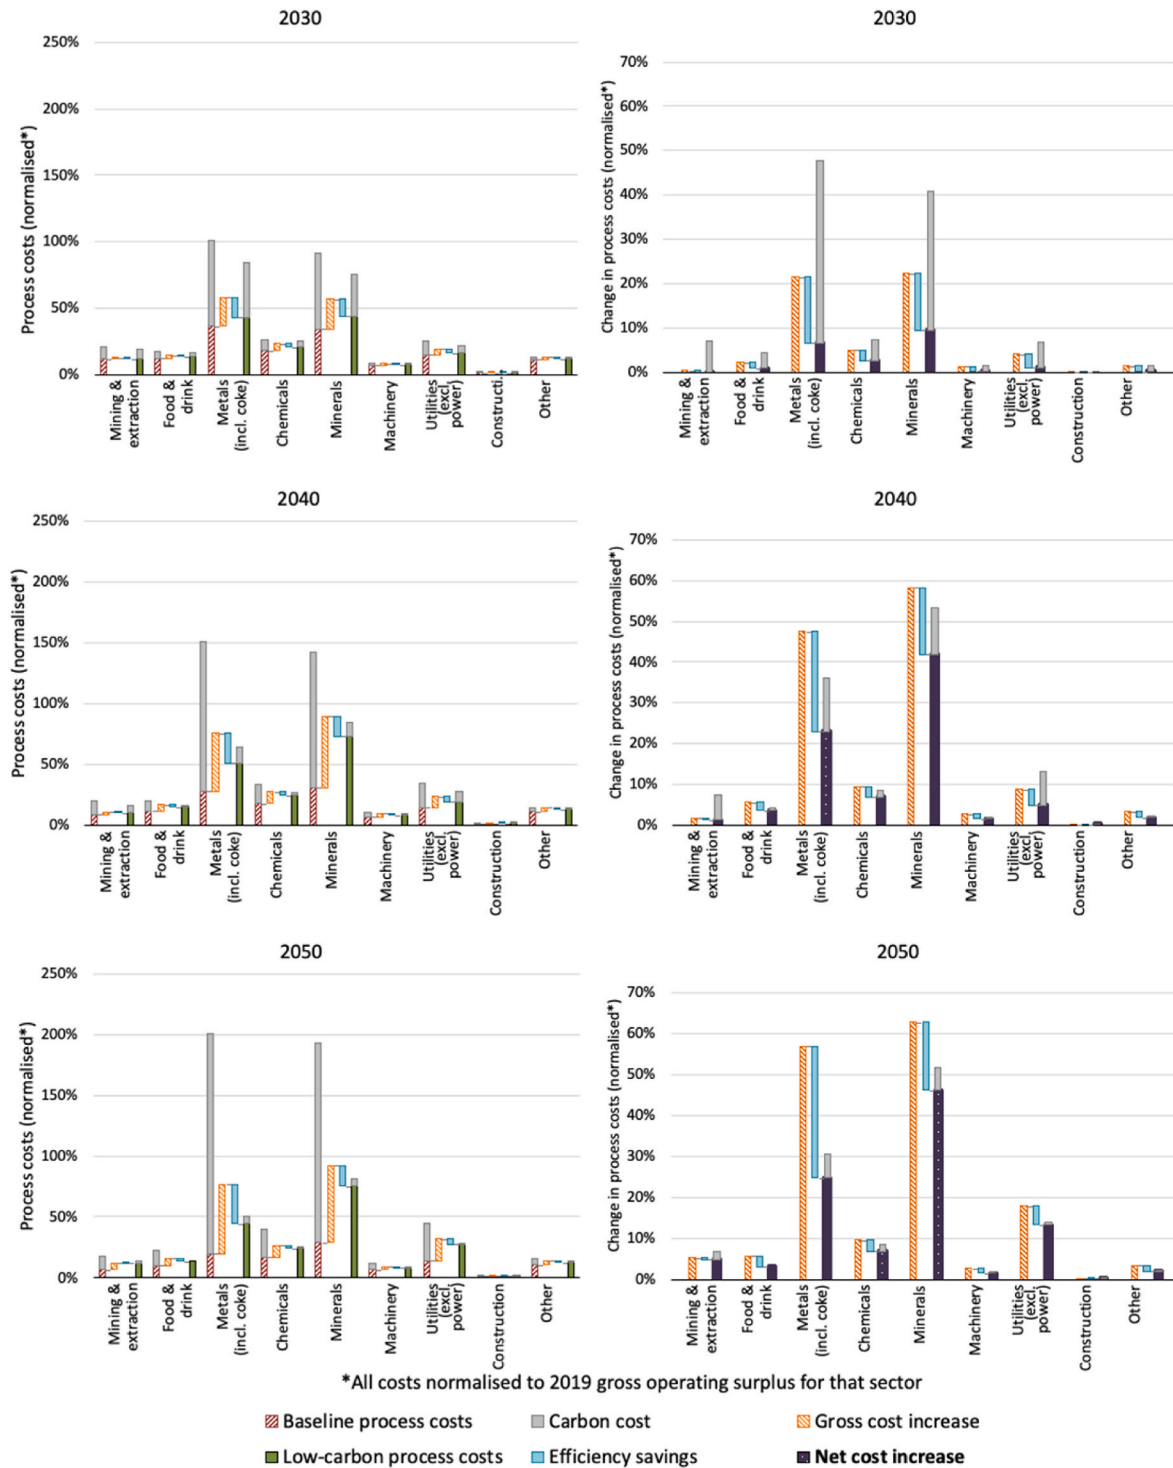 2030
Process costs (normalised*)
250%
200%
150%
100%
50%
0%
Mining &
extraction
Food &
drink
Metals
(incl. coke)
Chemicals
Minerals
Machinery
Utilities
(excl.
power)
Constructi..
Other
2030
Change in process costs (normalised*)
70%
60%
50%
40%
30%
20%
10%
0%
Mining &
extraction
Food &
drink
Metals
(incl. coke)
Chemicals
Minerals
Machinery
Utilities
(excl.
power)
Construction
Other
2040
Process costs (normalised*)
250%
200%
150%
100%
50%
0%
Mining &
extraction
Food &
drink
Metals
(incl. coke)
Chemicals
Minerals
Machinery
Utilities
(excl.
power)
Construction
Other
2040
Change in process costs (normalised*)
70%
60%
50%
40%
30%
20%
10%
0%
Mining &
extraction
Food &
drink
Metals
(incl. coke)
Chemicals
Minerals
Machinery
Utilities
(excl.
power)
Construction
Other
2050
Process costs (normalised*)
250%
200%
150%
100%
50%
0%
Mining &
extraction
Food &
drink
Metals
(incl. coke)
Chemicals
Minerals
Machinery
Utilities
(excl.
power)
Construction
Other
2050
Change in process costs (normalised*)
70%
60%
50%
40%
30%
20%
10%
0%
Mining &
extraction
Food &
drink
Metals
(incl. coke)
Chemicals
Minerals
Machinery
Utilities
(excl.
power)
Construction
Other
*All costs normalised to 2019 gross operating surplus for that sector
Baseline process costs
Carbon cost
Gross cost increase
Low-carbon process costs
Efficiency savings
Net cost increase